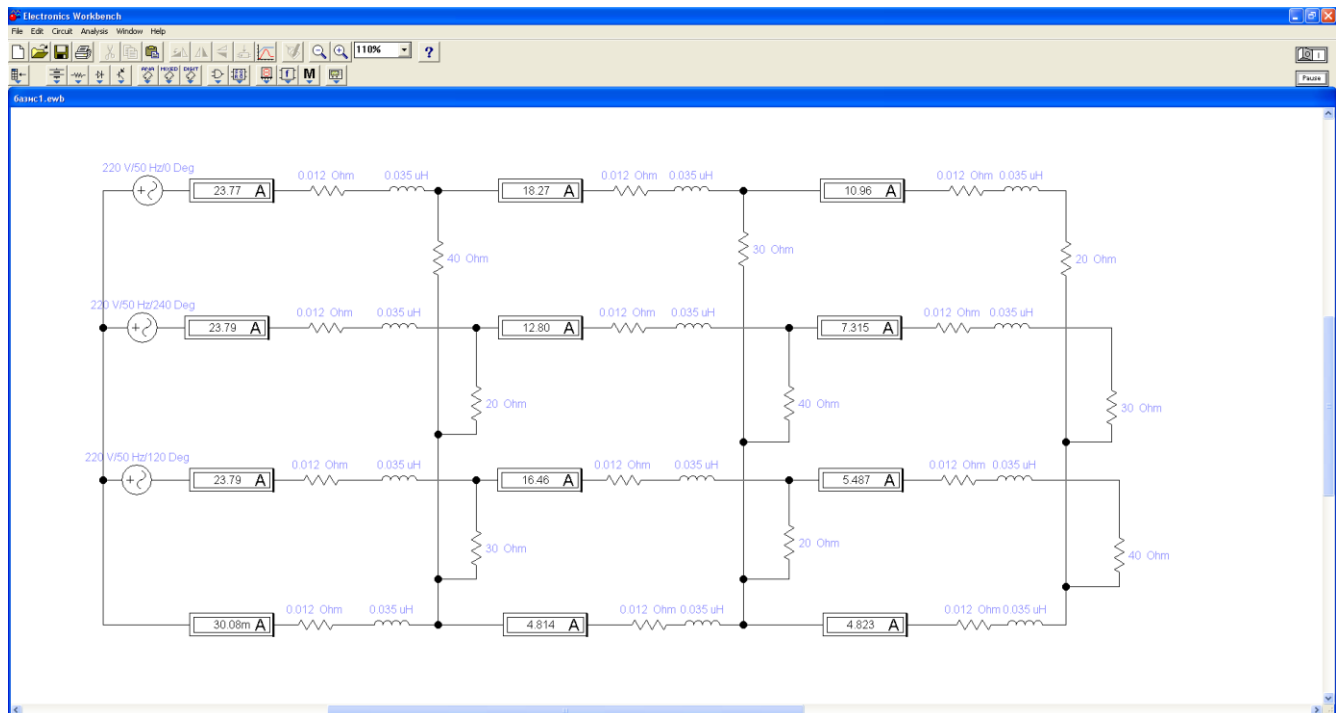 Electronics Workbench
File Edit Circuit Analysis Window Help
110% ?
ANA MIXED DIGIT M
Pause
базис1.ewb
220 V/50 Hz/0 Deg
0.012 Ohm 0.035 uH 0.012 Ohm 0.035 uH 0.012 Ohm 0.035 uH
23.77 A 18.27 A 10.96 A
40 Ohm 30 Ohm 20 Ohm
220 V/50 Hz/240 Deg
0.012 Ohm 0.035 uH 0.012 Ohm 0.035 uH 0.012 Ohm 0.035 uH
23.79 A 12.80 A 7.315 A
20 Ohm 40 Ohm 30 Ohm
220 V/50 Hz/120 Deg
0.012 Ohm 0.035 uH 0.012 Ohm 0.035 uH 0.012 Ohm 0.035 uH
23.79 A 16.46 A 5.487 A
30 Ohm 20 Ohm 40 Ohm
0.012 Ohm 0.035 uH 0.012 Ohm 0.035 uH 0.012 Ohm 0.035 uH
30.08m A 4.814 A 4.823 A